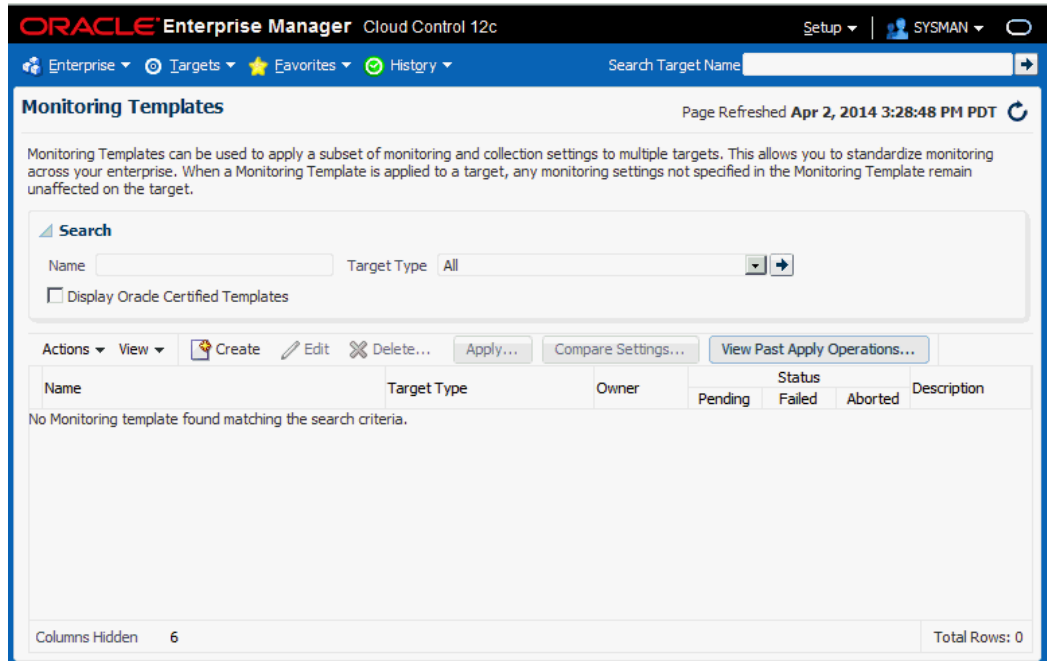 ORACLE Enterprise Manager Cloud Control 12c
Setup
SYSMAN
Enterprise
Targets
Favorites
History
Search Target Name
Monitoring Templates
Page Refreshed Apr 2, 2014 3:28:48 PM PDT
Monitoring Templates can be used to apply a subset of monitoring and collection settings to multiple targets. This allows you to standardize monitoring
across your enterprise. When a Monitoring Template is applied to a target, any monitoring settings not specified in the Monitoring Template remain
unaffected on the target.
Search
Name
Target Type All
Display Oracle Certified Templates
Actions View Create Edit Delete... Apply... Compare Settings... View Past Apply Operations...
Name Target Type Owner Status Description
Pending Failed Aborted
No Monitoring template found matching the search criteria.
Columns Hidden 6
Total Rows: 0